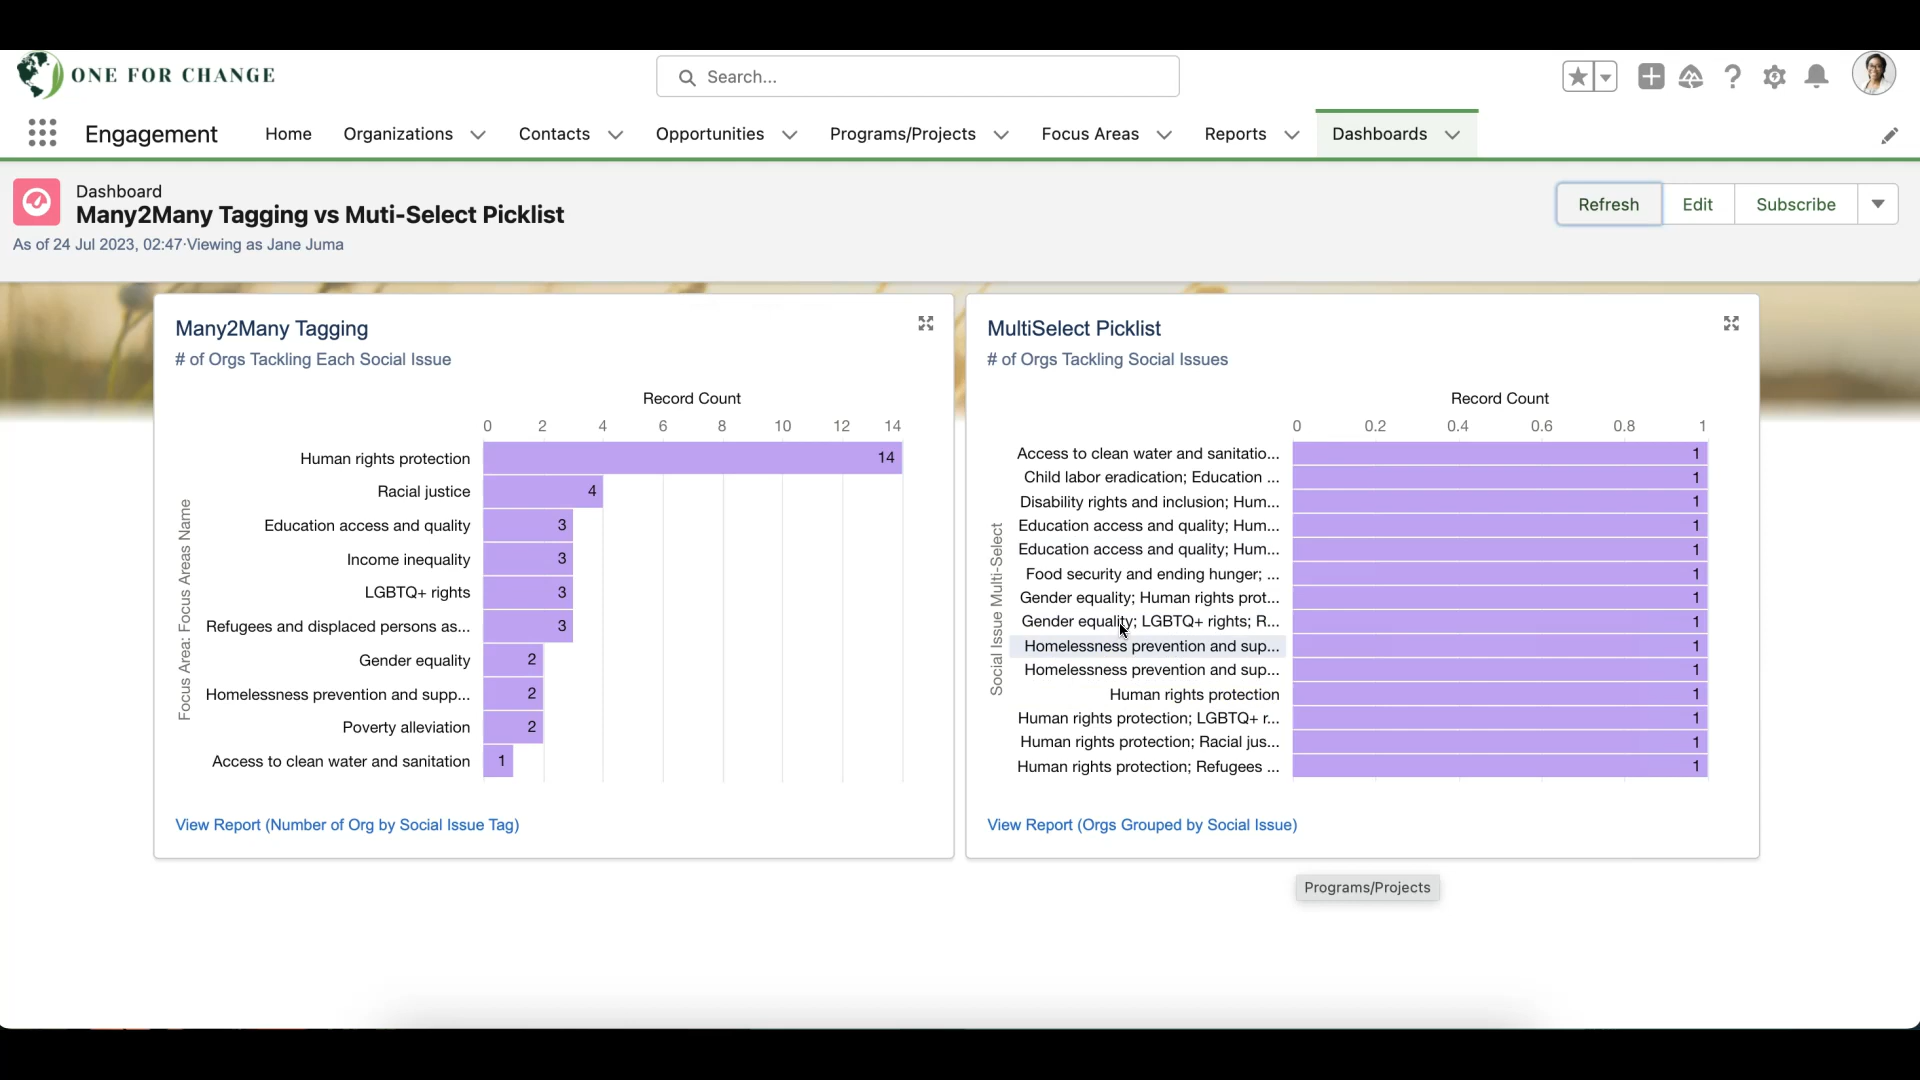 ONE FOR CHANGE
Search...
Engagement
Home
Organizations
Contacts
Opportunities
Programs/Projects
Focus Areas
Reports
Dashboards
Dashboard
Many2Many Tagging vs Muti-Select Picklist
As of 24 Jul 2023, 02:47·Viewing as Jane Juma
Refresh
Edit
Subscribe
Many2Many Tagging
# of Orgs Tackling Each Social Issue
Record Count
0 2 4 6 8 10 12 14
Focus Area: Focus Areas Name
Human rights protection 14
Racial justice 4
Education access and quality 3
Income inequality 3
LGBTQ+ rights 3
Refugees and displaced persons as... 3
Gender equality 2
Homelessness prevention and supp... 2
Poverty alleviation 2
Access to clean water and sanitation 1
View Report (Number of Org by Social Issue Tag)
MultiSelect Picklist
# of Orgs Tackling Social Issues
Record Count
0 0.2 0.4 0.6 0.8 1
Social Issue Multi-Select
Access to clean water and sanitatio... 1
Child labor eradication; Education ... 1
Disability rights and inclusion; Hum... 1
Education access and quality; Hum... 1
Education access and quality; Hum... 1
Food security and ending hunger; ... 1
Gender equality; Human rights prot... 1
Gender equality; LGBTQ+ rights; R... 1
Homelessness prevention and sup... 1
Homelessness prevention and sup... 1
Human rights protection 1
Human rights protection; LGBTQ+ r... 1
Human rights protection; Racial jus... 1
Human rights protection; Refugees ... 1
View Report (Orgs Grouped by Social Issue)
Programs/Projects